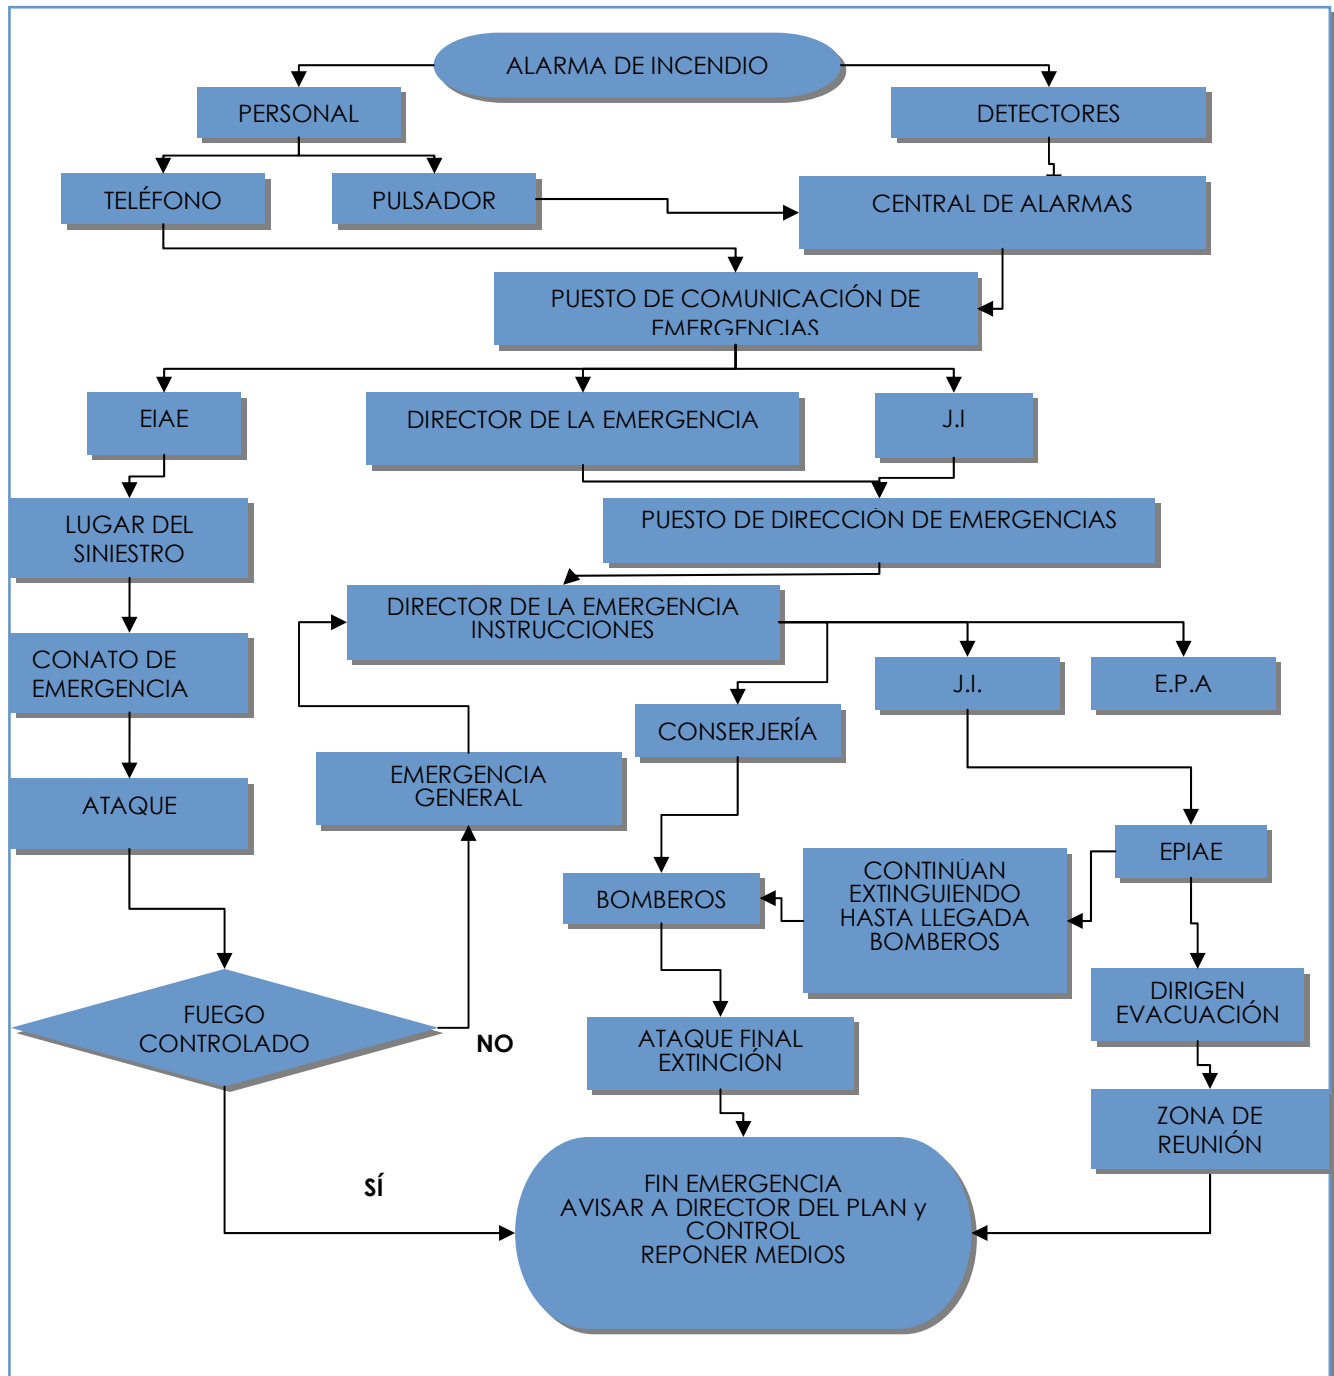 ALARMA DE INCENDIO
PERSONAL
DETECTORES
TELÉFONO
PULSADOR
CENTRAL DE ALARMAS
PUESTO DE COMUNICACIÓN DE
EMERGENCIAS
EIAE
DIRECTOR DE LA EMERGENCIA
J.I
LUGAR DEL
SINIESTRO
PUESTO DE DIRECCIÓN DE EMERGENCIAS
DIRECTOR DE LA EMERGENCIA
INSTRUCCIONES
CONATO DE
EMERGENCIA
J.I.
E.P.A
CONSERJERÍA
EMERGENCIA
GENERAL
ATAQUE
EPIAE
CONTINÚAN
EXTINGUIENDO
HASTA LLEGADA
BOMBEROS
BOMBEROS
DIRIGEN
EVACUACIÓN
FUEGO
CONTROLADO
NO
ATAQUE FINAL
EXTINCIÓN
ZONA DE
REUNIÓN
SÍ
FIN EMERGENCIA
AVISAR A DIRECTOR DEL PLAN y
CONTROL
REPONER MEDIOS